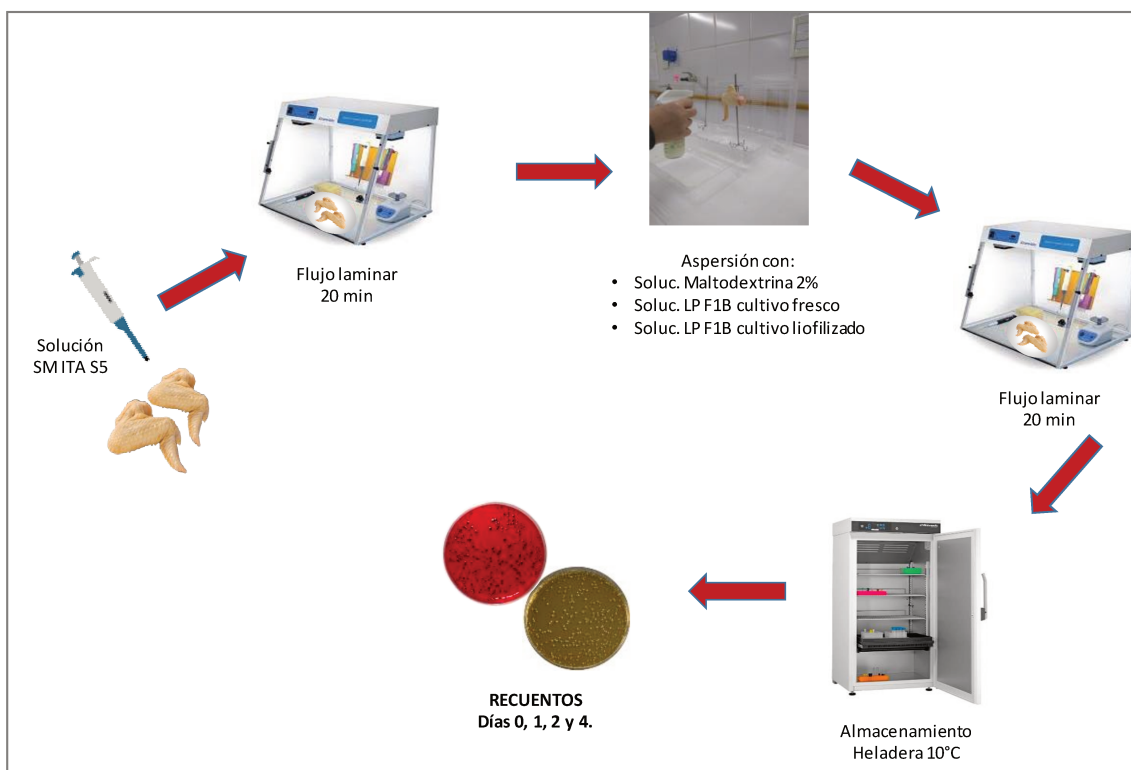 Solución
SM ITA S5
Flujo laminar
20 min
Aspersión con:
• Soluc. Maltodextrina 2%
• Soluc. LP F1B cultivo fresco
• Soluc. LP F1B cultivo liofilizado
Flujo laminar
20 min
Almacenamiento
Heladera 10°C
RECUENTOS
Días 0, 1, 2 y 4.